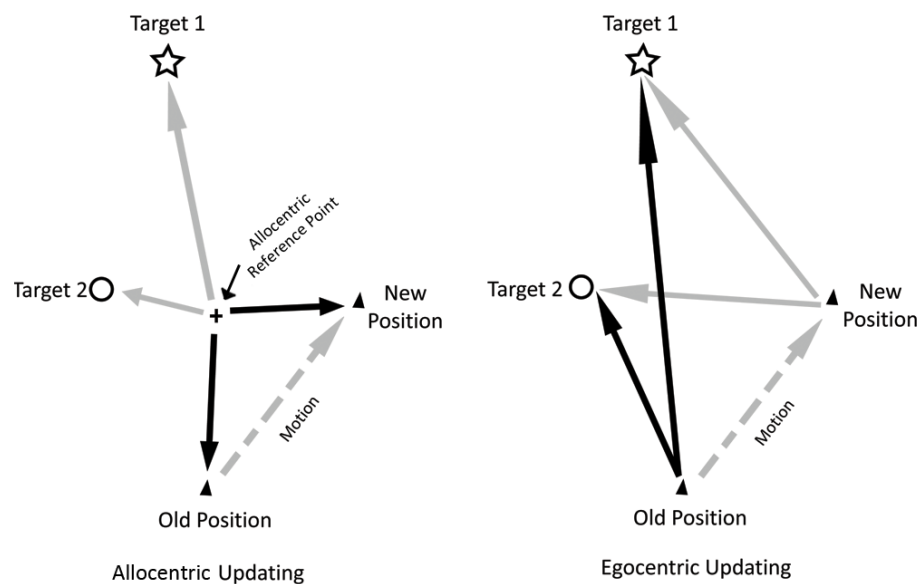 Target 1
Allocentric
Reference Point
Target 2
New
Position
Motion
Old Position
Allocentric Updating
Target 1
Target 2
New
Position
Motion
Old Position
Egocentric Updating